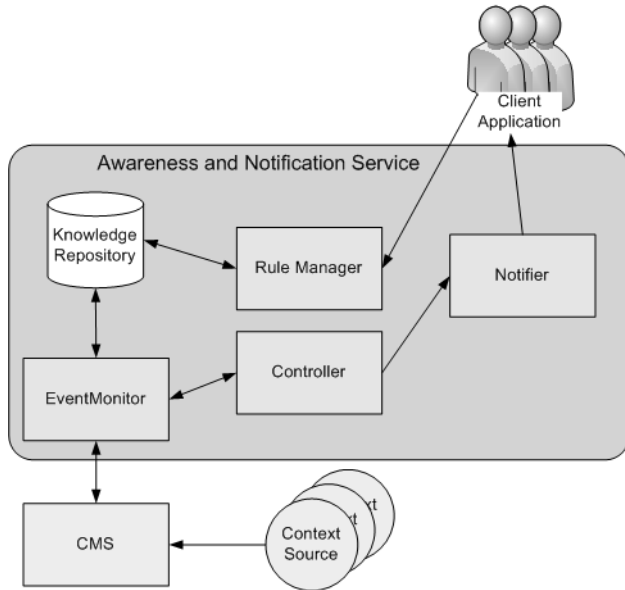 Client
Application
Awareness and Notification Service
Knowledge
Repository
Rule Manager
Notifier
Controller
EventMonitor
CMS
Context
Source